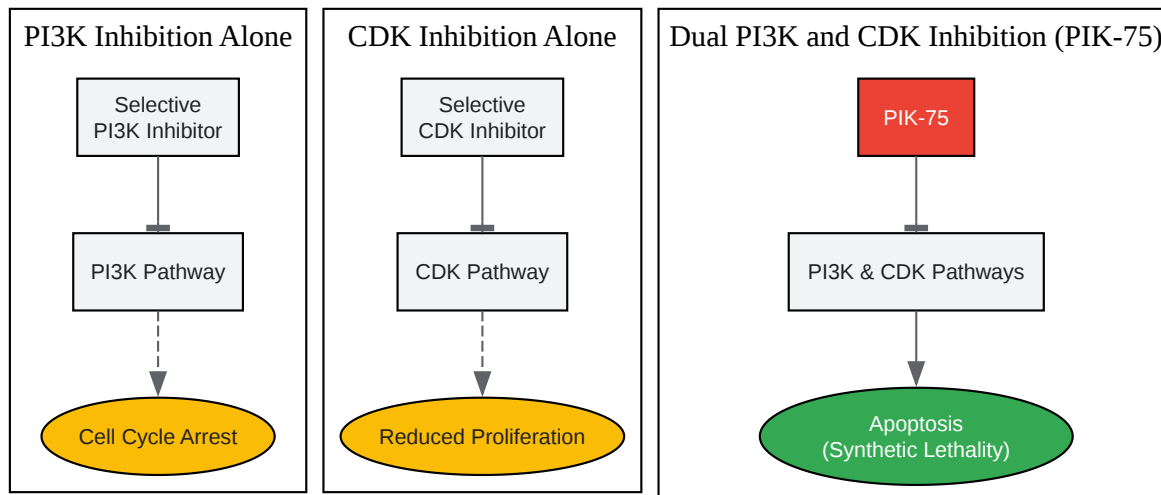 PI3K Inhibition Alone
Selective
PI3K Inhibitor
PI3K Pathway
Cell Cycle Arrest
CDK Inhibition Alone
Selective
CDK Inhibitor
CDK Pathway
Reduced Proliferation
Dual PI3K and CDK Inhibition (PIK-75)
PIK-75
PI3K & CDK Pathways
Apoptosis
(Synthetic Lethality)